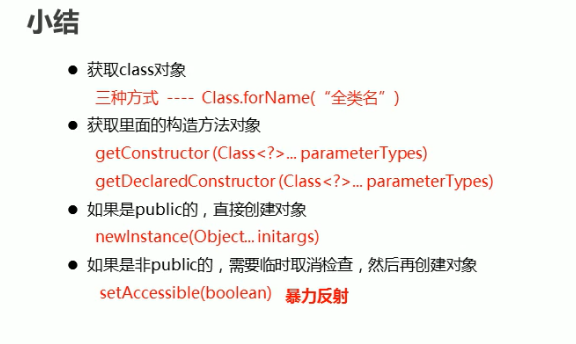 小结
● 获取class对象
三种方式 ---- Class.forName(“全类名”)
● 获取里面的构造方法对象
getConstructor (Class<?>... parameterTypes)
getDeclaredConstructor (Class<?>... parameterTypes)
● 如果是public的，直接创建对象
newInstance(Object... initargs)
● 如果是非public的，需要临时取消检查，然后再创建对象
setAccessible(boolean) 暴力反射